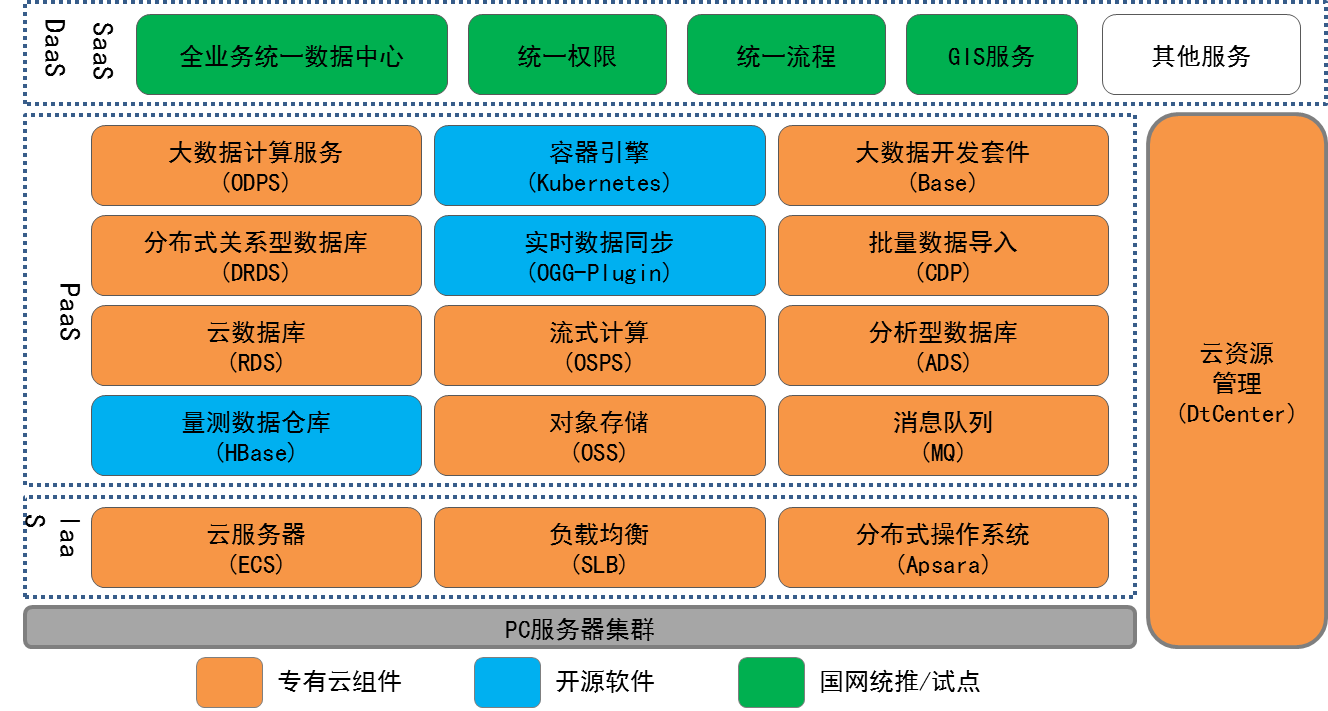 DaaS
SaaS
全业务统一数据中心
统一权限
统一流程
GIS服务
其他服务
PaaS
大数据计算服务
(ODPS)
容器引擎
(Kubernetes)
大数据开发套件
(Base)
分布式关系型数据库
(DRDS)
实时数据同步
(OGG-Plugin)
批量数据导入
(CDP)
云数据库
(RDS)
流式计算
(OSPS)
分析型数据库
(ADS)
量测数据仓库
(HBase)
对象存储
(OSS)
消息队列
(MQ)
云资源
管理
(DtCenter)
Iaa
S
云服务器
(ECS)
负载均衡
(SLB)
分布式操作系统
(Apsara)
PC服务器集群
专有云组件
开源软件
国网统推/试点